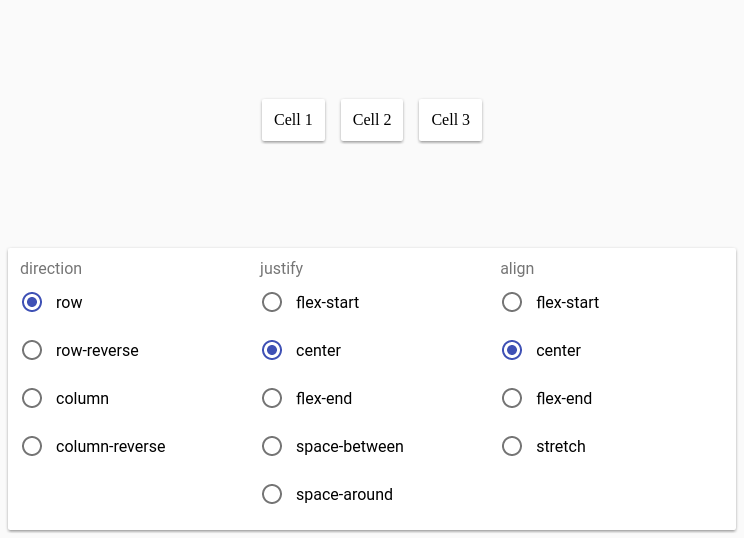 Cell 1 Cell 2 Cell 3
direction justify align
row flex-start flex-start
row-reverse center center
column flex-end flex-end
column-reverse space-between stretch
space-around